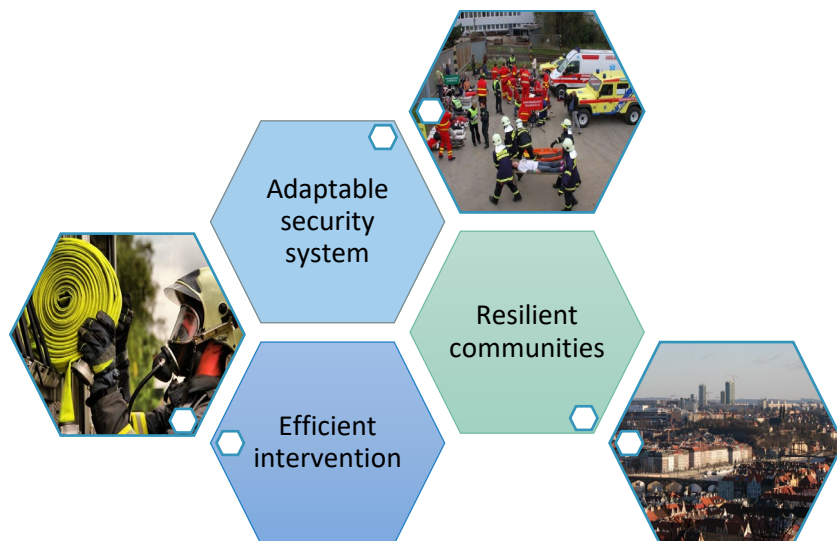 Adaptable
security
system
Resilient
communities
Efficient
intervention